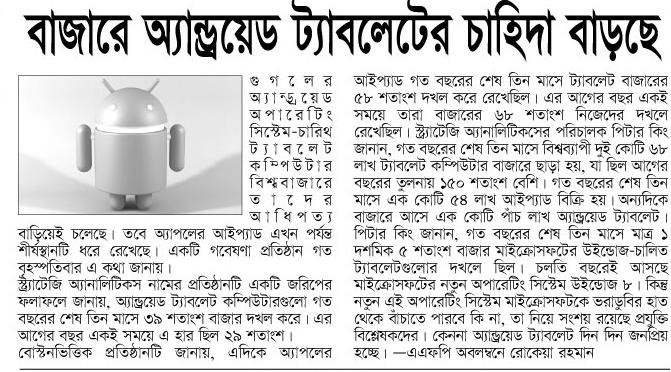 বাজারে অ্যান্ড্রয়েড ট্যাবলেটের চাহিদা বাড়ছে
গুগলের
অ্যান্ড্রয়েড
অপারেটিং
সিস্টেম-চারিথ
ট্যাবলেট
কম্পিউটার
বিশ্ববাজারে
তাদের
আধিপত্য
বাড়িয়েই চলেছে। তবে অ্যাপলের আইপ্যাড এখন পর্যন্ত
শীর্ষস্থানটি ধরে রেখেছে। একটি গবেষণা প্রতিষ্ঠান গত
বৃহস্পতিবার এ কথা জানায়।
স্ট্র্যাটেজি অ্যানালিটিকস নামের প্রতিষ্ঠানটি একটি জরিপের
ফলাফলে জানায়, অ্যান্ড্রয়েড ট্যাবলেট কম্পিউটারগুলো গত
বছরের শেষ তিন মাসে ৩৯ শতাংশ বাজার দখল করে। এর
আগের বছর একই সময়ে এ হার ছিল ২৯ শতাংশ।
বোস্টনভিত্তিক প্রতিষ্ঠানটি জানায়, এদিকে অ্যাপলের
আইপ্যাড গত বছরের শেষ তিন মাসে ট্যাবলেট বাজারের
৫৮ শতাংশ দখল করে রেখেছিল। এর আগের বছর একই
সময়ে তারা বাজারের ৬৮ শতাংশ নিজেদের দখলে
রেখেছিল। স্ট্র্যাটেজি অ্যানালিটিকসের পরিচালক পিটার কিং
জানান, গত বছরের শেষ তিন মাসে বিশ্বব্যাপী দুই কোটি ৬৮
লাখ ট্যাবলেট কম্পিউটার বাজারে ছাড়া হয়, যা ছিল আগের
বছরের তুলনায় ১৫০ শতাংশ বেশি। গত বছরের শেষ তিন
মাসে এক কোটি ৫৪ লাখ আইপ্যাড বিক্রি হয়। অন্যদিকে
বাজারে আসে এক কোটি পাঁচ লাখ অ্যান্ড্রয়েড ট্যাবলেট।
পিটার কিং জানান, গত বছরের শেষ তিন মাসে মাত্র ১
দশমিক ৫ শতাংশ বাজার মাইক্রোসফটের উইন্ডোজ-চালিত
ট্যাবলেটগুলোর দখলে ছিল। চলতি বছরেই আসছে
মাইক্রোসফটের নতুন অপারেটিং সিস্টেম উইন্ডোজ ৮। কিন্তু
নতুন এই অপারেটিং সিস্টেম মাইক্রোসফটকে ভরাডুবির হাত
থেকে বাঁচাতে পারবে কি না, তা নিয়ে সংশয় রয়েছে প্রযুক্তি
বিশ্লেষকদের। কেননা অ্যান্ড্রয়েড ট্যাবলেট দিন দিন জনপ্রিয়
হচ্ছে। —এএফপি অবলম্বনে রোকেয়া রহমান